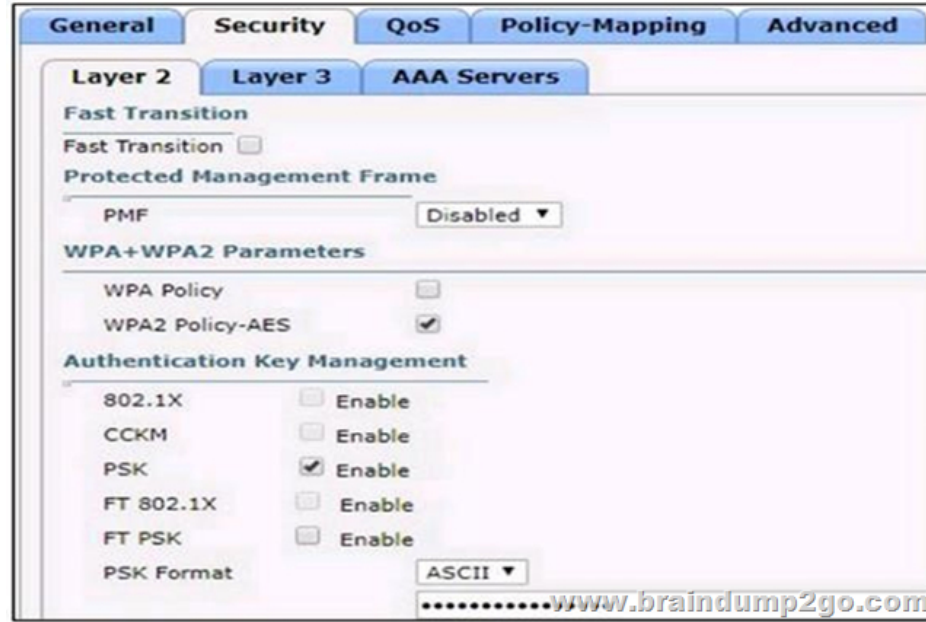 General Security QoS Policy-Mapping Advanced
Layer 2 Layer 3 AAA Servers
Fast Transition
Fast Transition
Protected Management Frame
PMF Disabled
WPA+WPA2 Parameters
WPA Policy
WPA2 Policy-AES
Authentication Key Management
802.1X Enable
CCKM Enable
PSK Enable
FT 802.1X Enable
FT PSK Enable
PSK Format ASCII
••••••••••••••• www.braindump2go.com